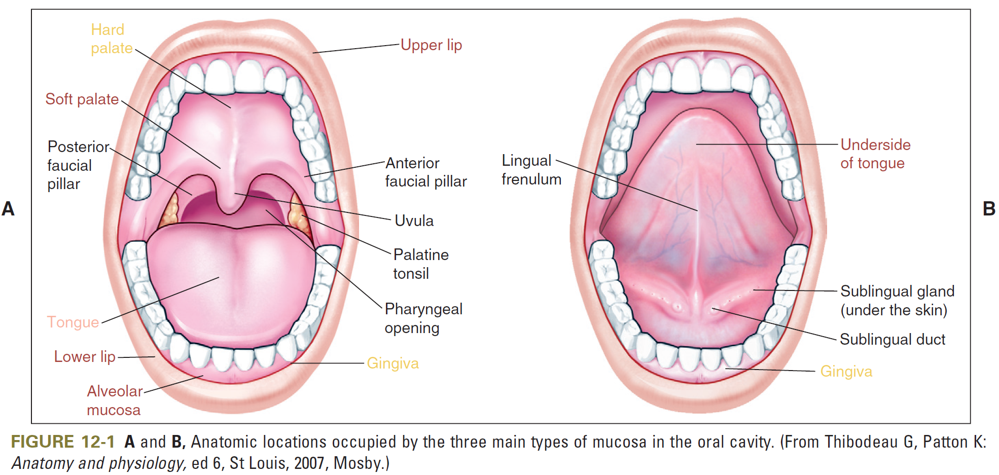 Hard
palate
Upper lip
Soft palate
Posterior
faucial
pillar
Anterior
faucial pillar
A
Uvula
Palatine
tonsil
Pharyngeal
opening
Tongue
Lower lip
Gingiva
Alveolar
mucosa
Lingual
frenulum
Underside
of tongue
B
Sublingual gland
(under the skin)
Sublingual duct
Gingiva
FIGURE 12-1 A and B, Anatomic locations occupied by the three main types of mucosa in the oral cavity. (From Thibodeau G, Patton K:
Anatomy and physiology, ed 6, St Louis, 2007, Mosby.)